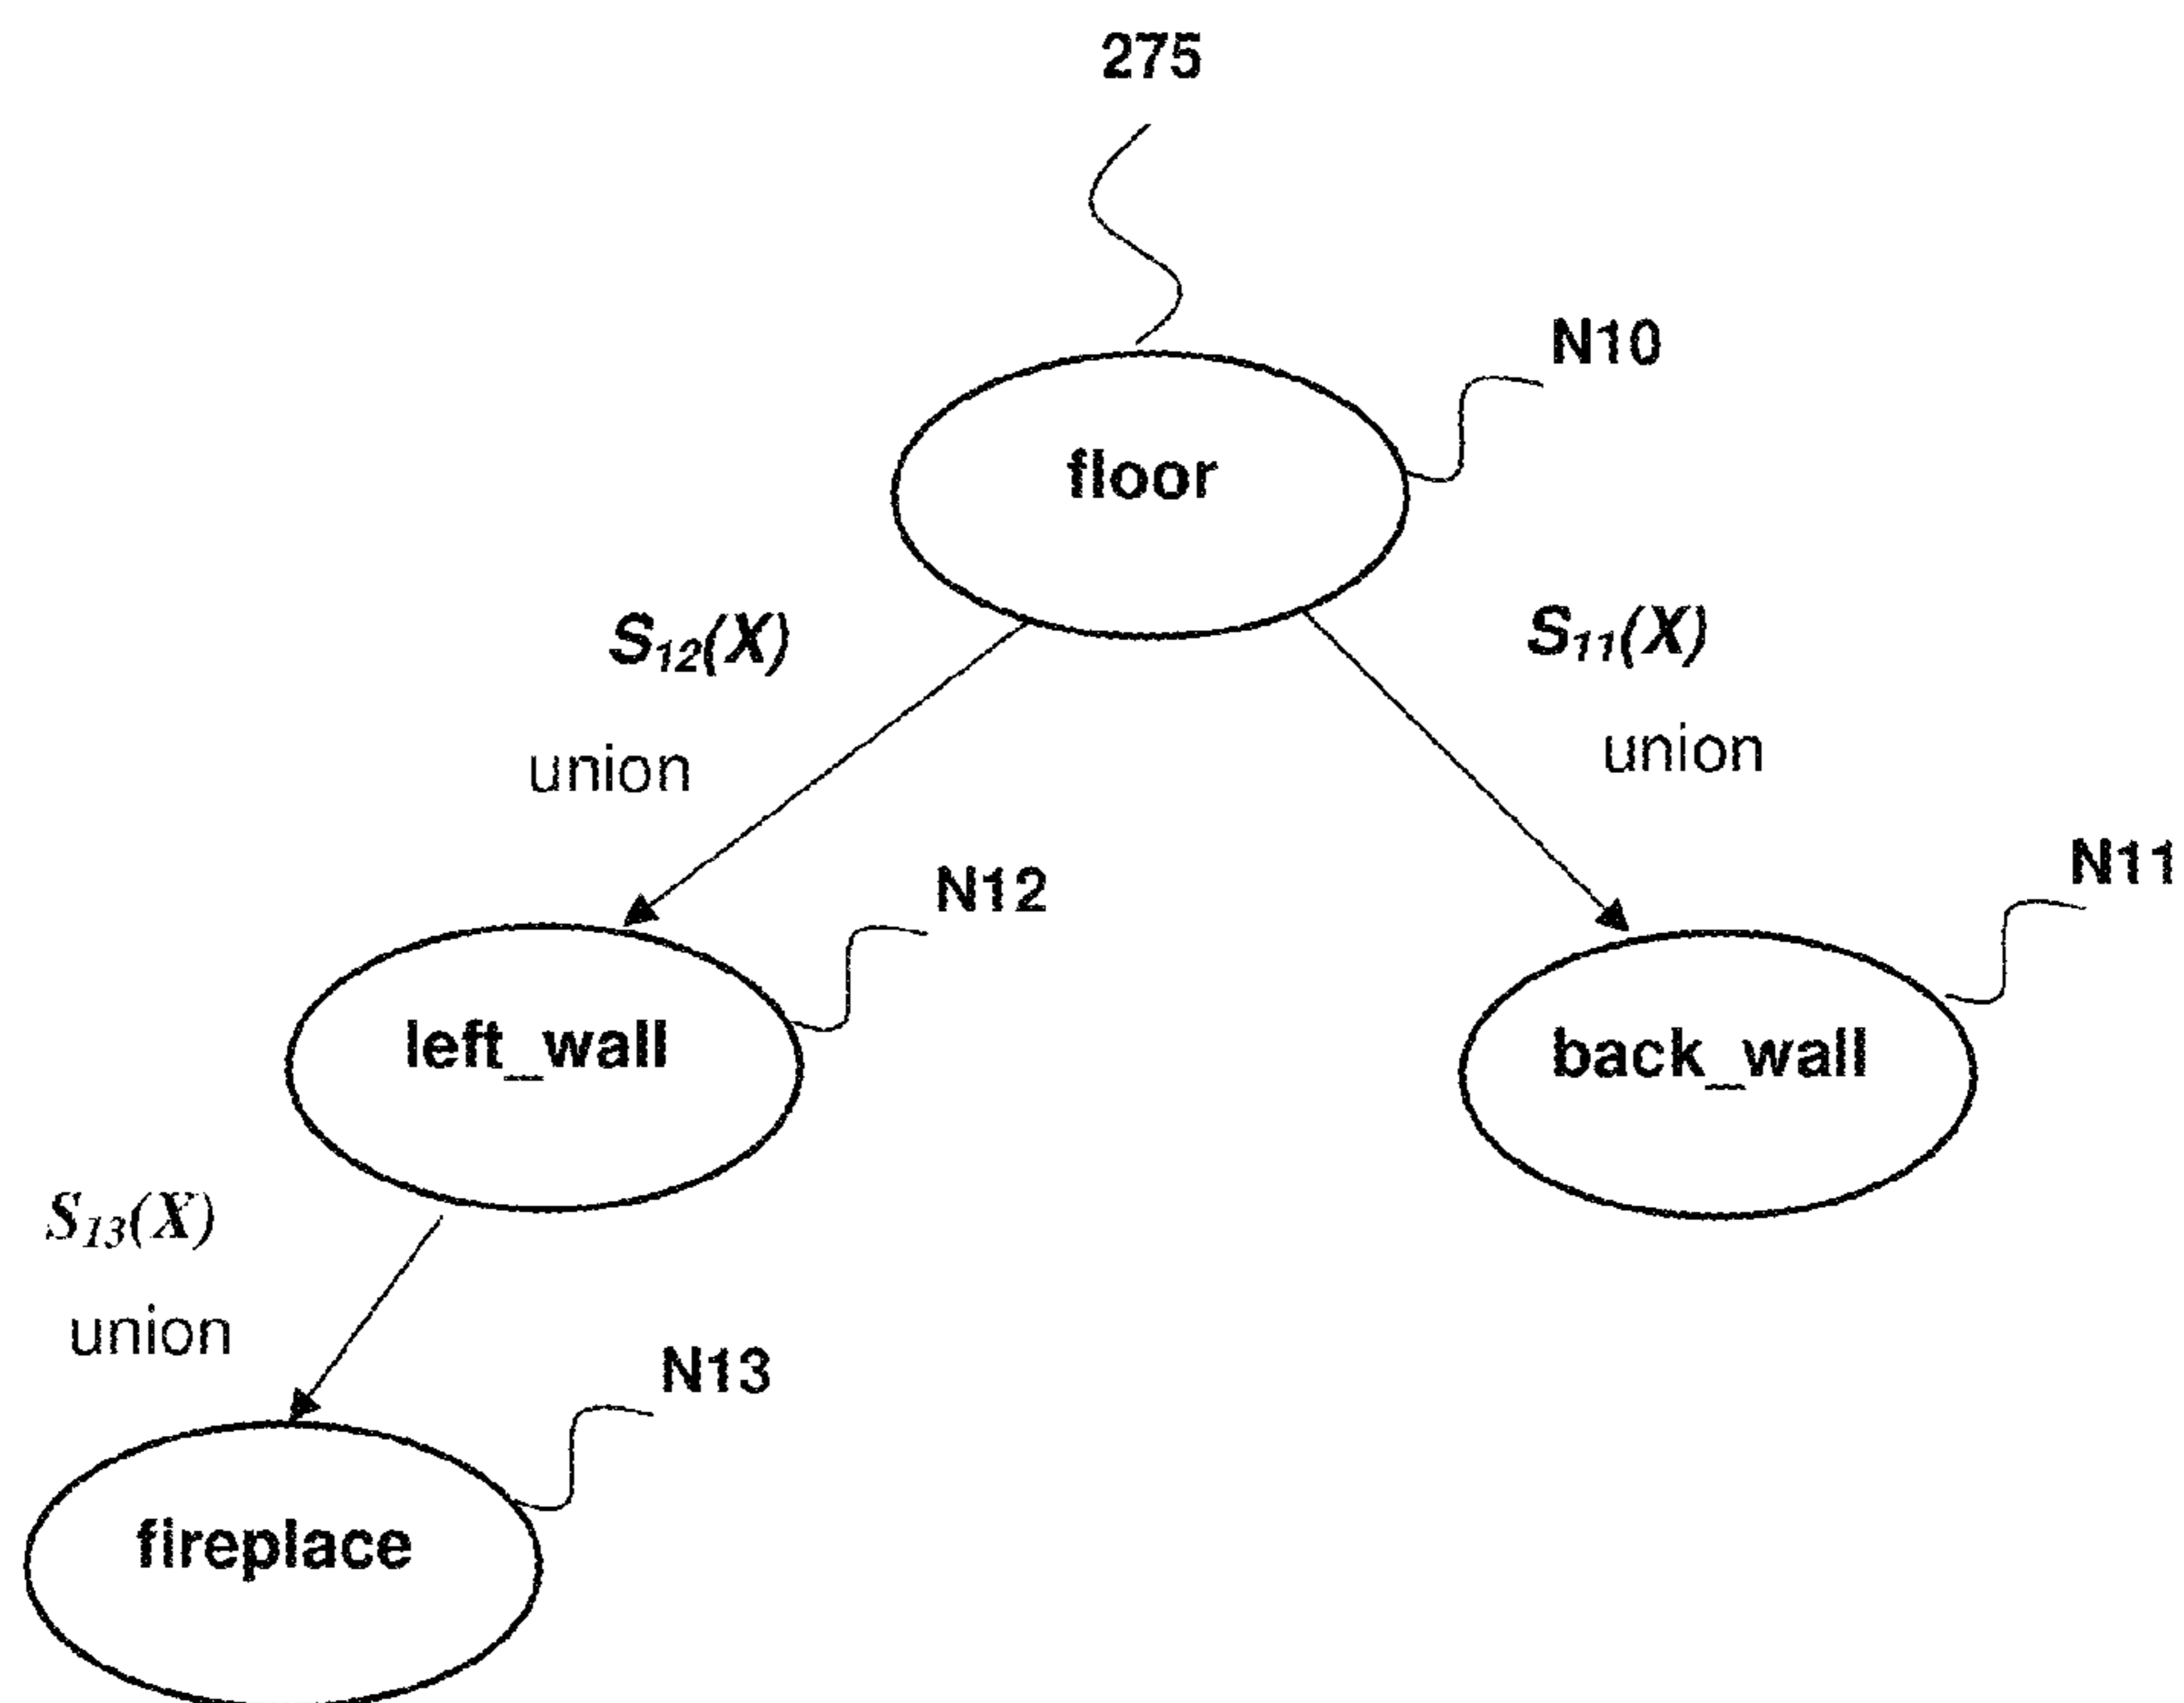 275
N10
floor
S12(X)
S11(X)
union
union
N12
N11
left_wall
back_wall
S13(X)
union
N13
fireplace